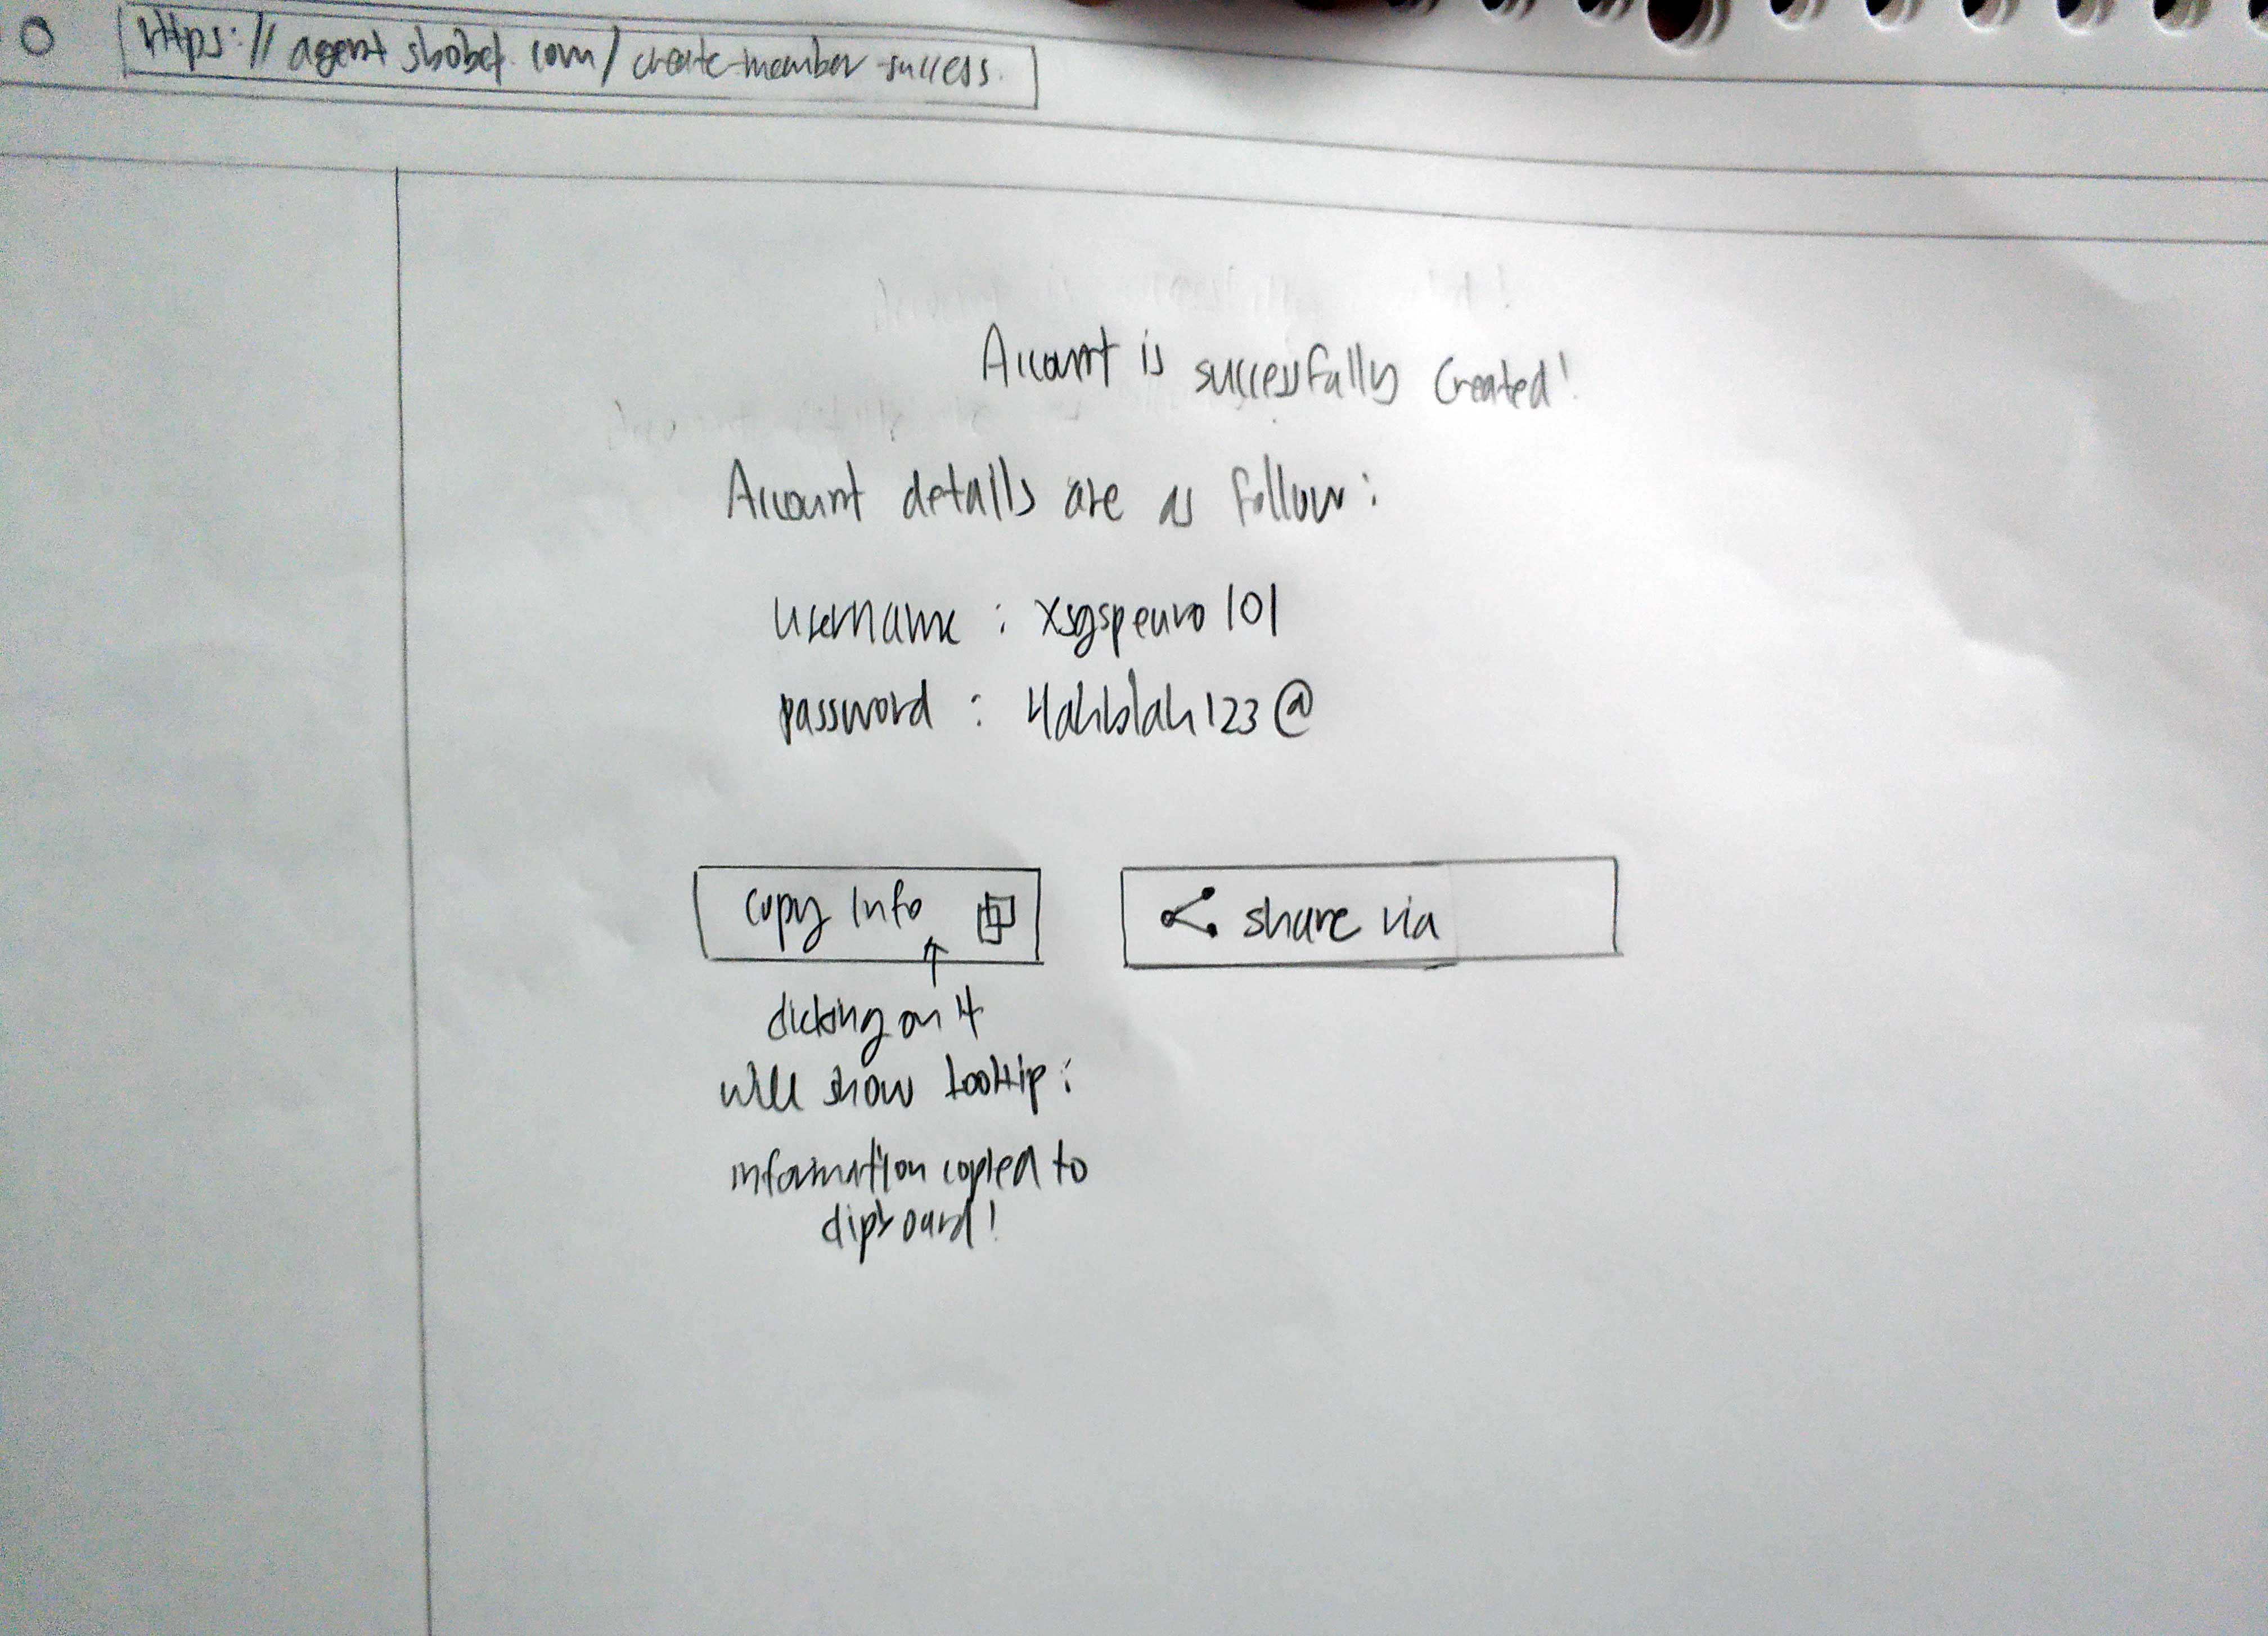 https://agent.sbobet.com/create-member-success
Account is successfully Created!
Account details are as follow:
username : xsgspeuro101
password : 4ahblah123@
copy info
share via
clicking on it
will show tooltip:
information copied to
clipboard!